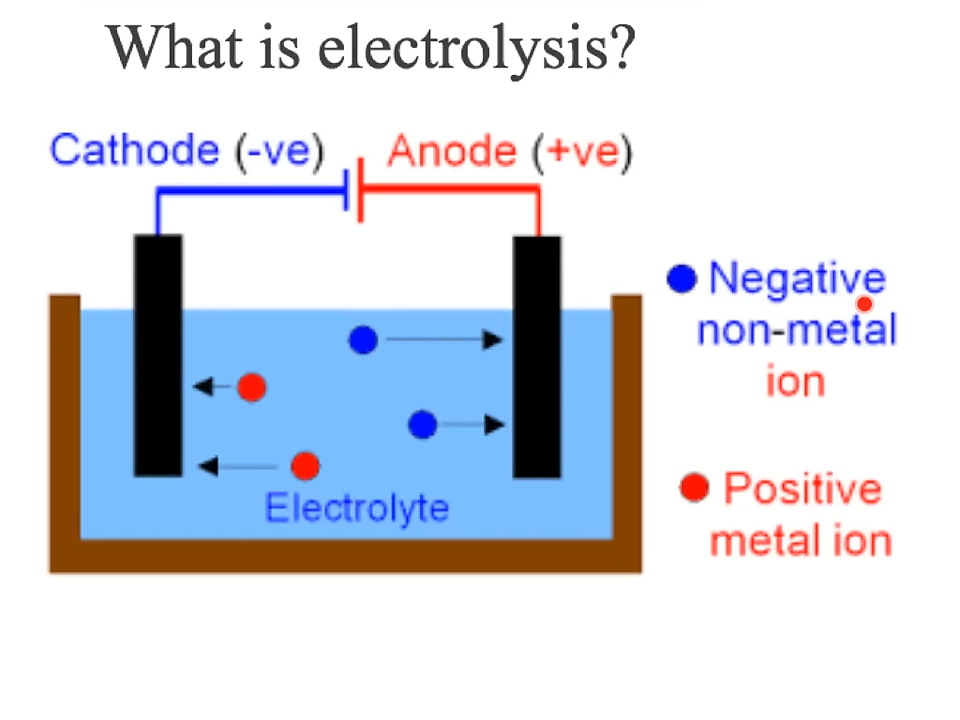 What is electrolysis?
Cathode (-ve) Anode (+ve)
Negative
non-metal
ion
Positive
metal ion
Electrolyte